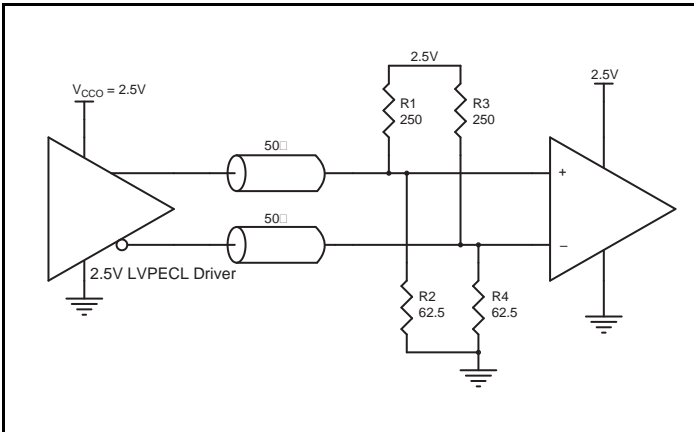 2.5V
V_CCO = 2.5V
2.5V
R1
250
R3
250
50□
+
50□
−
2.5V LVPECL Driver
R2
62.5
R4
62.5